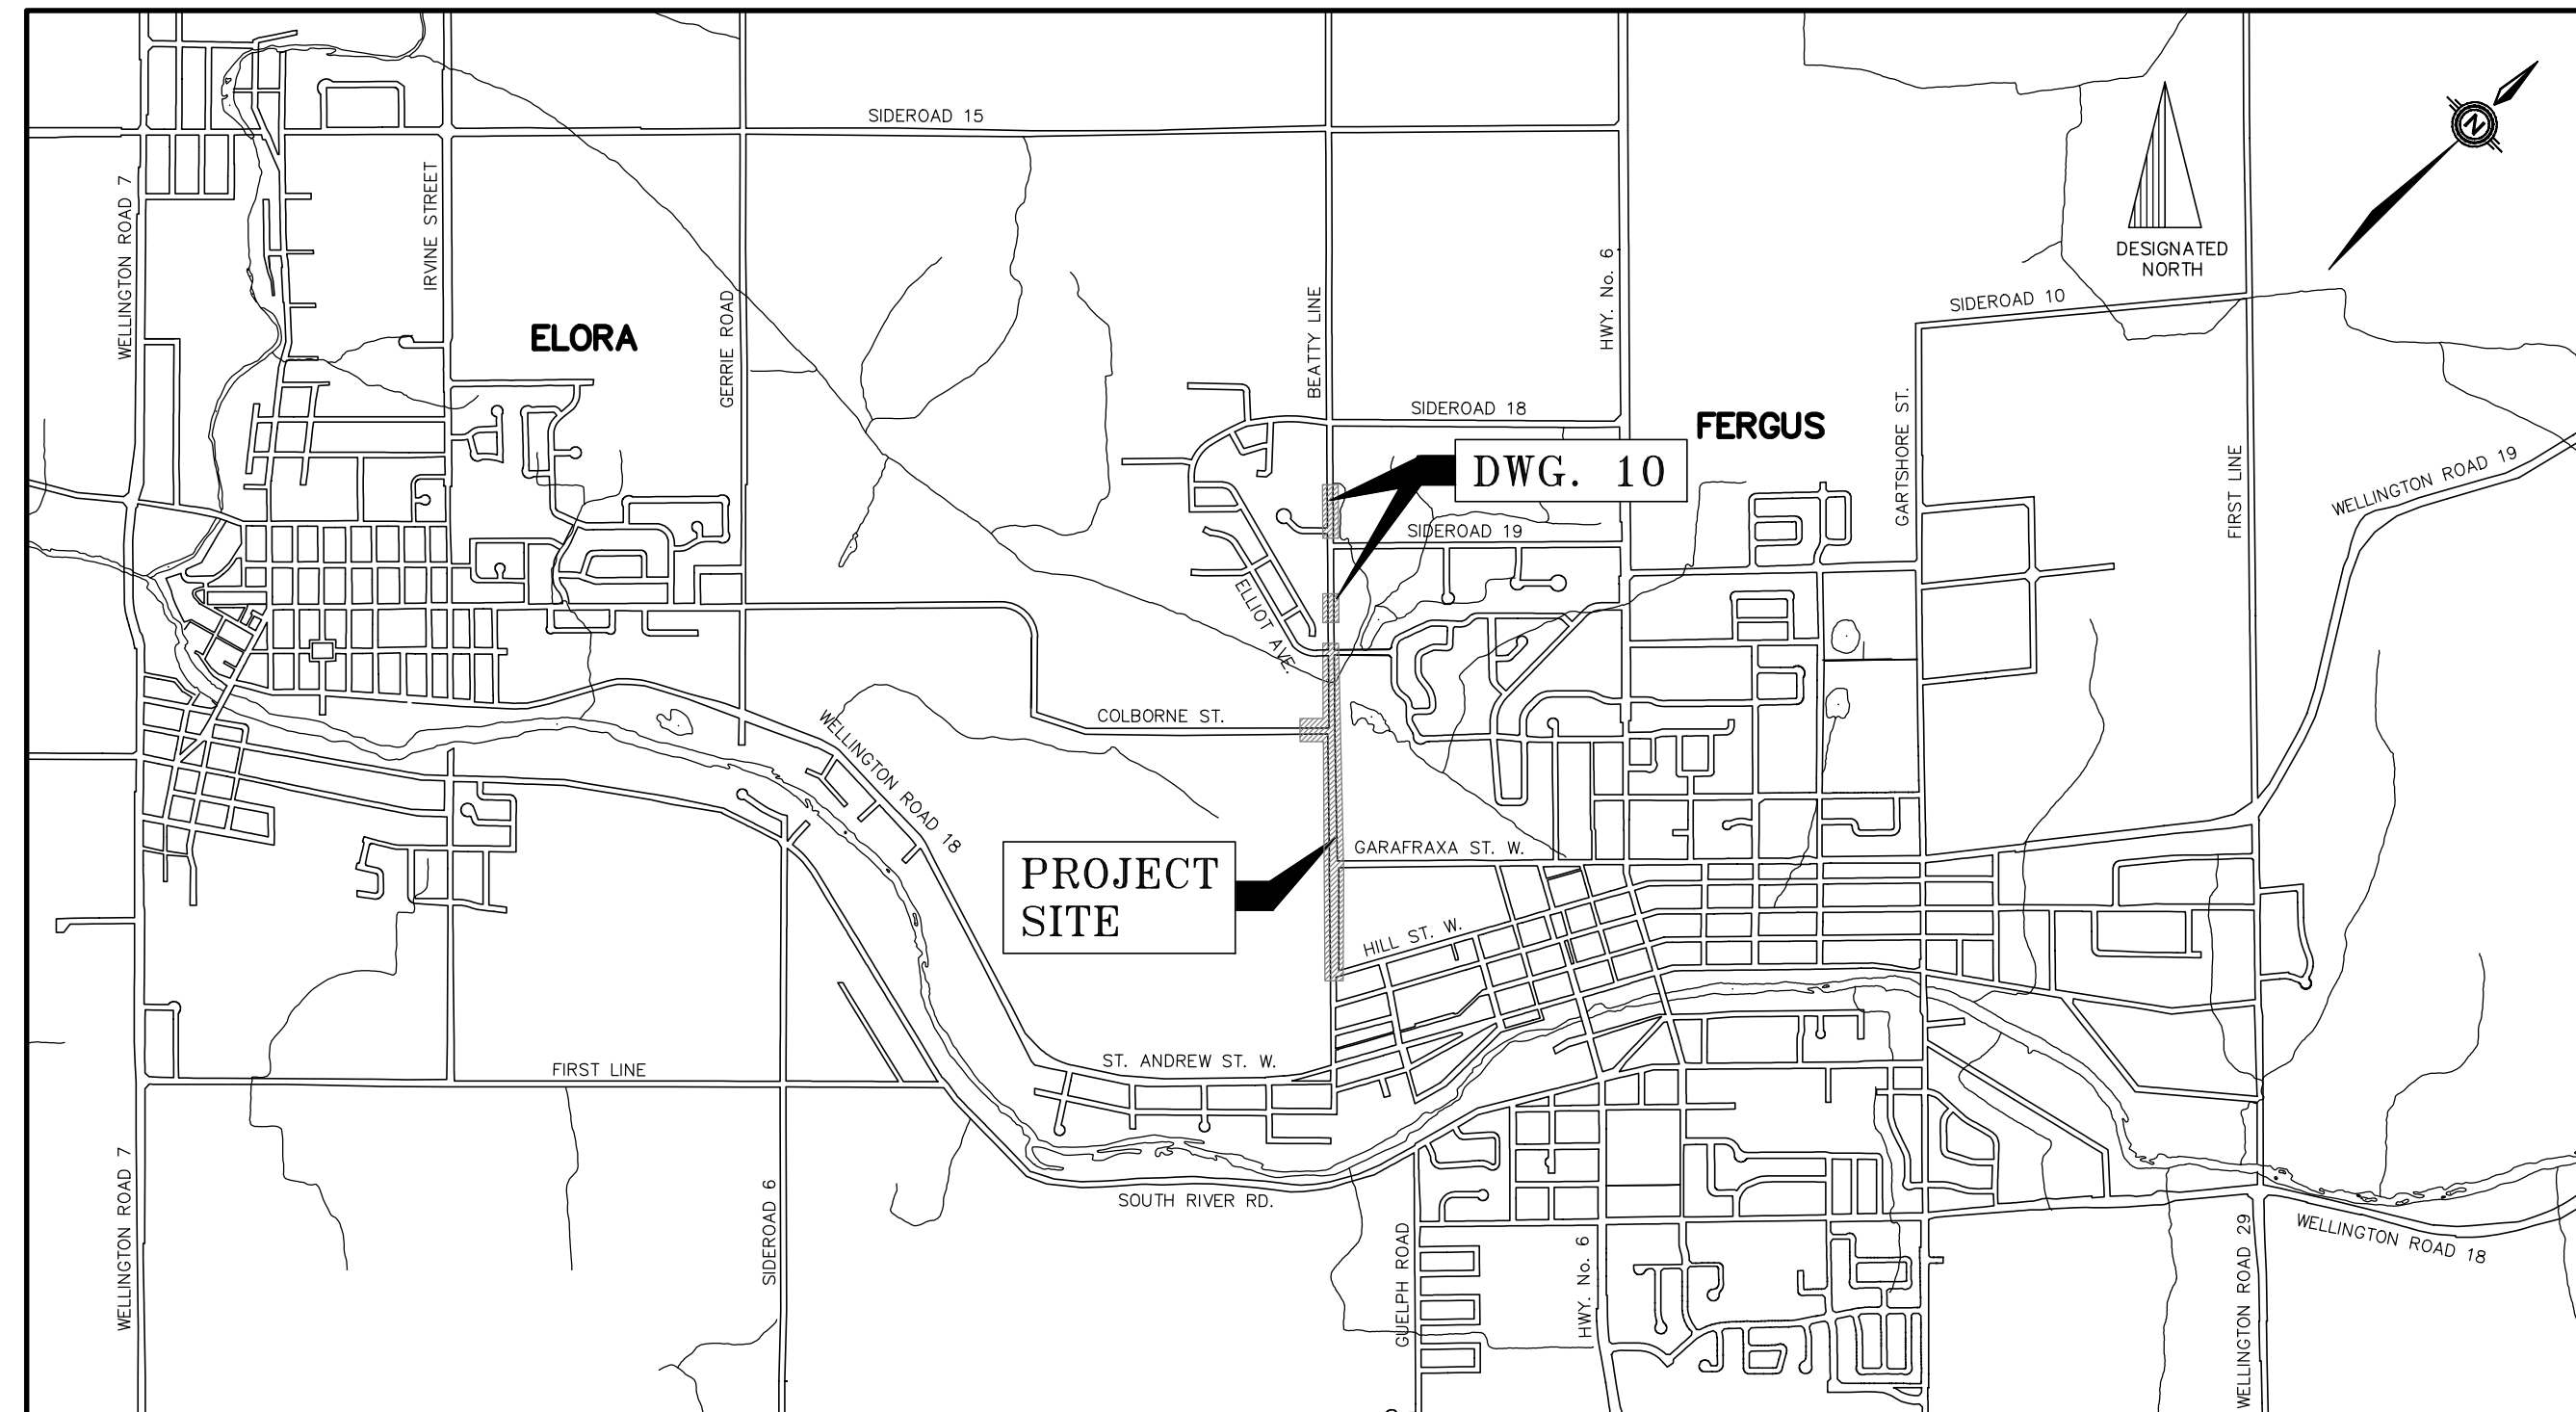 SIDEROAD 15
N
WELLINGTON ROAD 7
IRVINE STREET
DESIGNATED
NORTH
GERRIE ROAD
BEATTY LINE
HWY. No. 6
SIDEROAD 10
ELORA
SIDEROAD 18
FERGUS
GARTSHORE ST.
FIRST LINE
DWG. 10
WELLINGTON ROAD 19
SIDEROAD 19
ELLIOT AVE.
COLBORNE ST.
WELLINGTON ROAD 18
GARAFRAXA ST. W.
PROJECT
SITE
HILL ST. W.
FIRST LINE
ST. ANDREW ST. W.
SOUTH RIVER RD.
WELLINGTON ROAD 7
SIDEROAD 6
GUELPH ROAD
HWY. No. 6
WELLINGTON ROAD 29
WELLINGTON ROAD 18